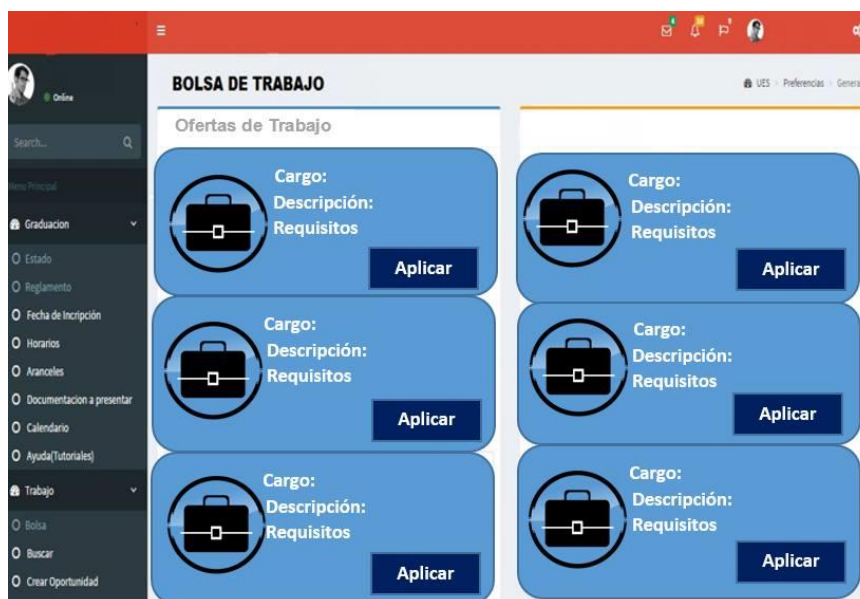 Online
Search...
Menu Principal
Graduacion
Estado
Reglamento
Fecha de Incripción
Horarios
Aranceles
Documentacion a presentar
Calendario
Ayuda(Tutoriales)
Trabajo
Bolsa
Buscar
Crear Oportunidad
BOLSA DE TRABAJO
UES > Preferencias > Genera
Ofertas de Trabajo
Cargo:
Descripción:
Requisitos
Aplicar
Cargo:
Descripción:
Requisitos
Aplicar
Cargo:
Descripción:
Requisitos
Aplicar
Cargo:
Descripción:
Requisitos
Aplicar
Cargo:
Descripción:
Requisitos
Aplicar
Cargo:
Descripción:
Requisitos
Aplicar